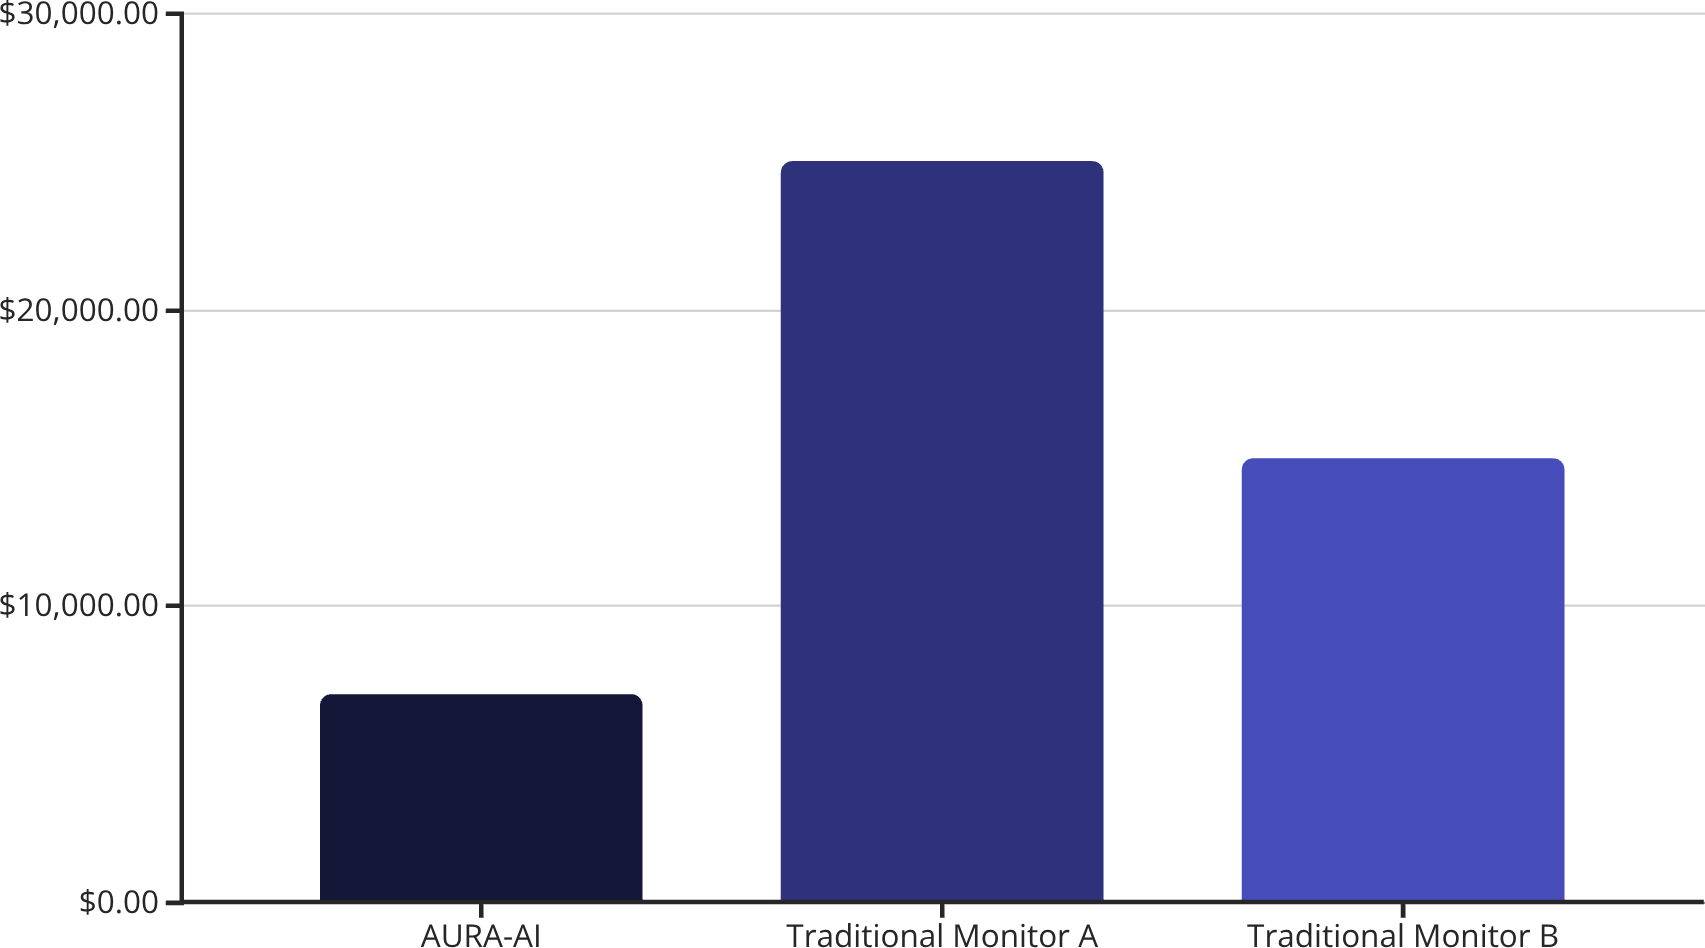 $30,000.00
$20,000.00
$10,000.00
$0.00
AURA-AI
Traditional Monitor A
Traditional Monitor B